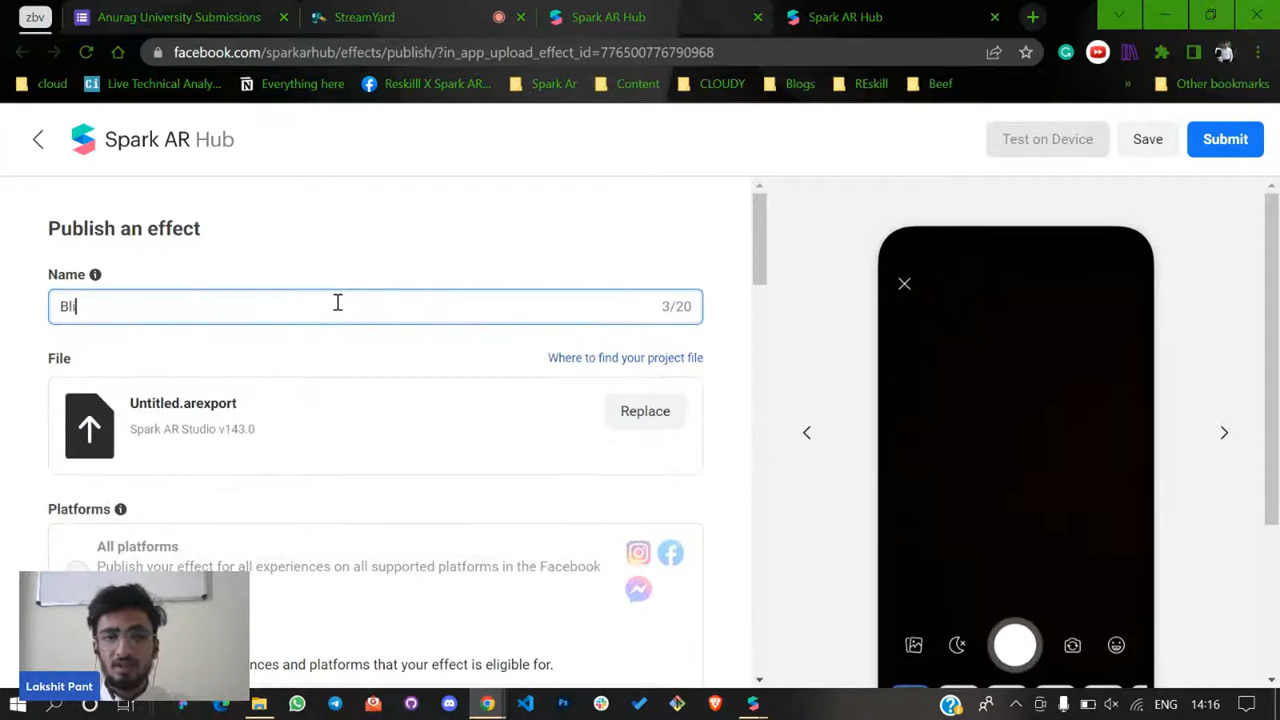 zbv
Anurag University Submissions
StreamYard
Spark AR Hub
Spark AR Hub
facebook.com/sparkarhub/effects/publish/?in_app_upload_effect_id=776500776790968
cloud
Live Technical Analy...
Everything here
Reskilll X Spark AR...
Spark Ar
Content
CLOUDY
Blogs
REskill
Beef
»
Other bookmarks
Spark AR Hub
Test on Device
Save
Submit
Publish an effect
Name
Bli
3/20
File
Where to find your project file
Untitled.arexport
Spark AR Studio v143.0
Replace
Platforms
All platforms
Publish your effect for all experiences on all supported platforms in the Facebook
nces and platforms that your effect is eligible for.
Lakshit Pant
ENG
14:16